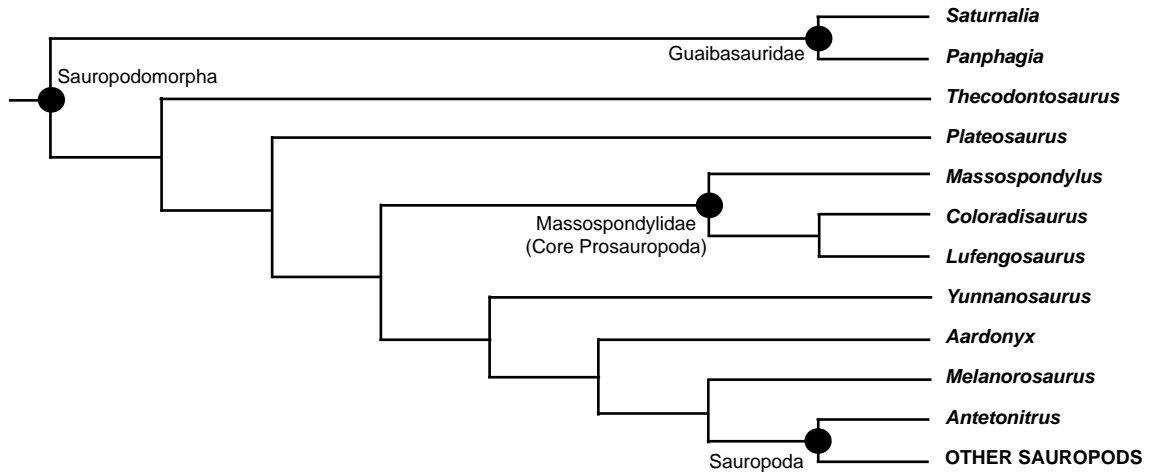 Saturnalia
Guaibasauridae
Panphagia
Sauropodomorpha
Thecodontosaurus
Plateosaurus
Massospondylus
Massospondylidae
(Core Prosauropoda)
Coloradisaurus
Lufengosaurus
Yunnanosaurus
Aardonyx
Melanorosaurus
Antetonitrus
Sauropoda
OTHER SAUROPODS